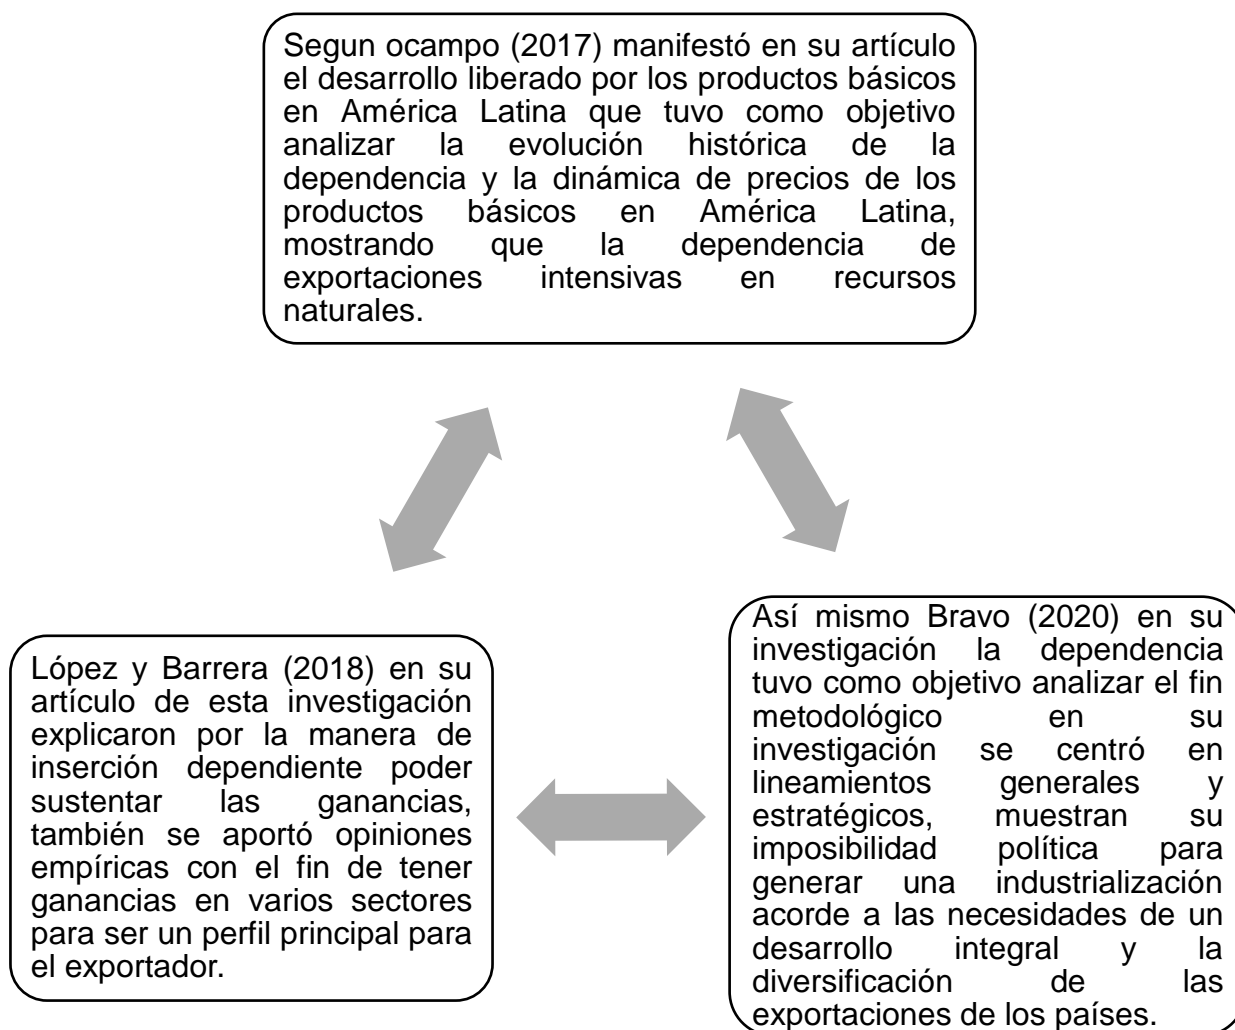 Segun ocampo (2017) manifestó en su artículo
el desarrollo liberado por los productos básicos
en América Latina que tuvo como objetivo
analizar la evolución histórica de la
dependencia y la dinámica de precios de los
productos básicos en América Latina,
mostrando que la dependencia de
exportaciones intensivas en recursos
naturales.
López y Barrera (2018) en su
artículo de esta investigación
explicaron por la manera de
inserción dependiente poder
sustentar las ganancias,
también se aportó opiniones
empíricas con el fin de tener
ganancias en varios sectores
para ser un perfil principal para
el exportador.
Así mismo Bravo (2020) en su
investigación la dependencia
tuvo como objetivo analizar el fin
metodológico en su
investigación se centró en
lineamientos generales y
estratégicos, muestran su
imposibilidad política para
generar una industrialización
acorde a las necesidades de un
desarrollo integral y la
diversificación de las
exportaciones de los países.